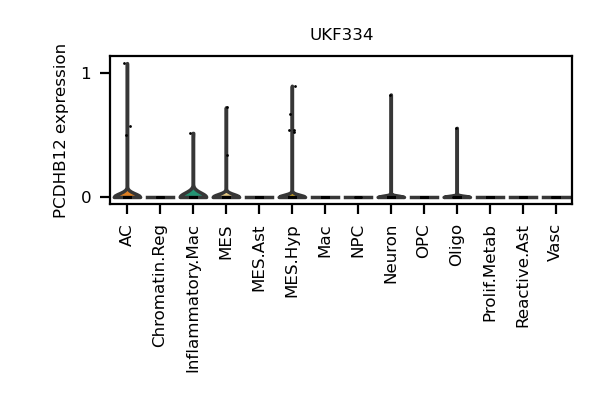 UKF334
PCDHB12 expression
1
0
AC
Chromatin.Reg
Inflammatory.Mac
MES
MES.Ast
MES.Hyp
Mac
NPC
Neuron
OPC
Oligo
Prolif.Metab
Reactive.Ast
Vasc